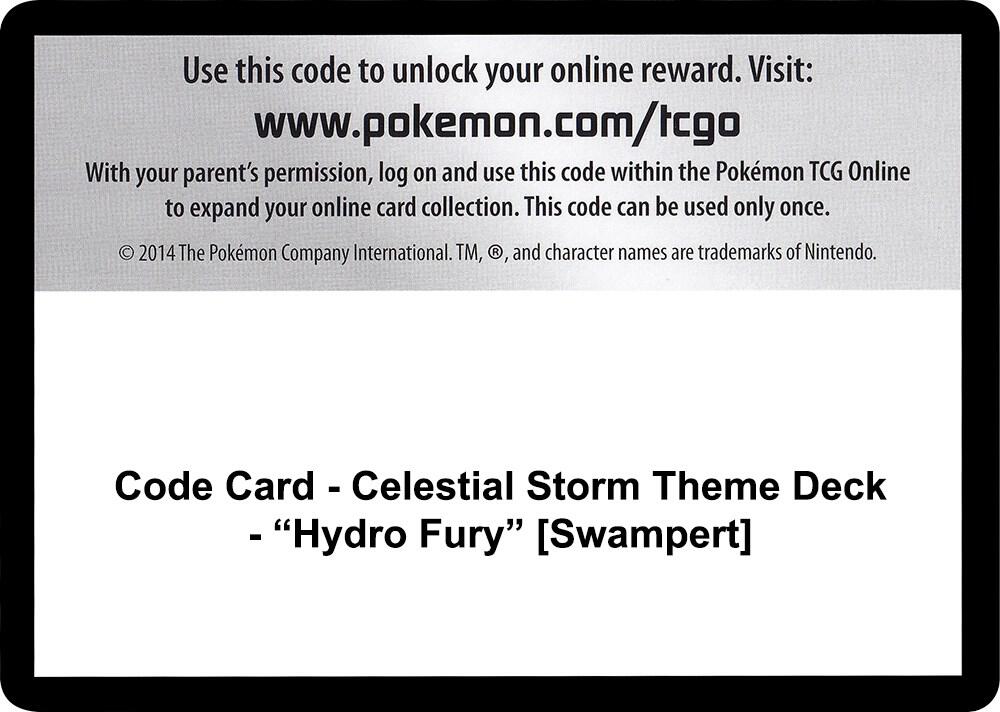 Use this code to unlock your online reward. Visit:
www.pokemon.com/tcgo
With your parent's permission, log on and use this code within the Pokémon TCG Online
to expand your online card collection. This code can be used only once.
© 2014 The Pokémon Company International. TM, ®, and character names are trademarks of Nintendo.
Code Card - Celestial Storm Theme Deck
- “Hydro Fury” [Swampert]